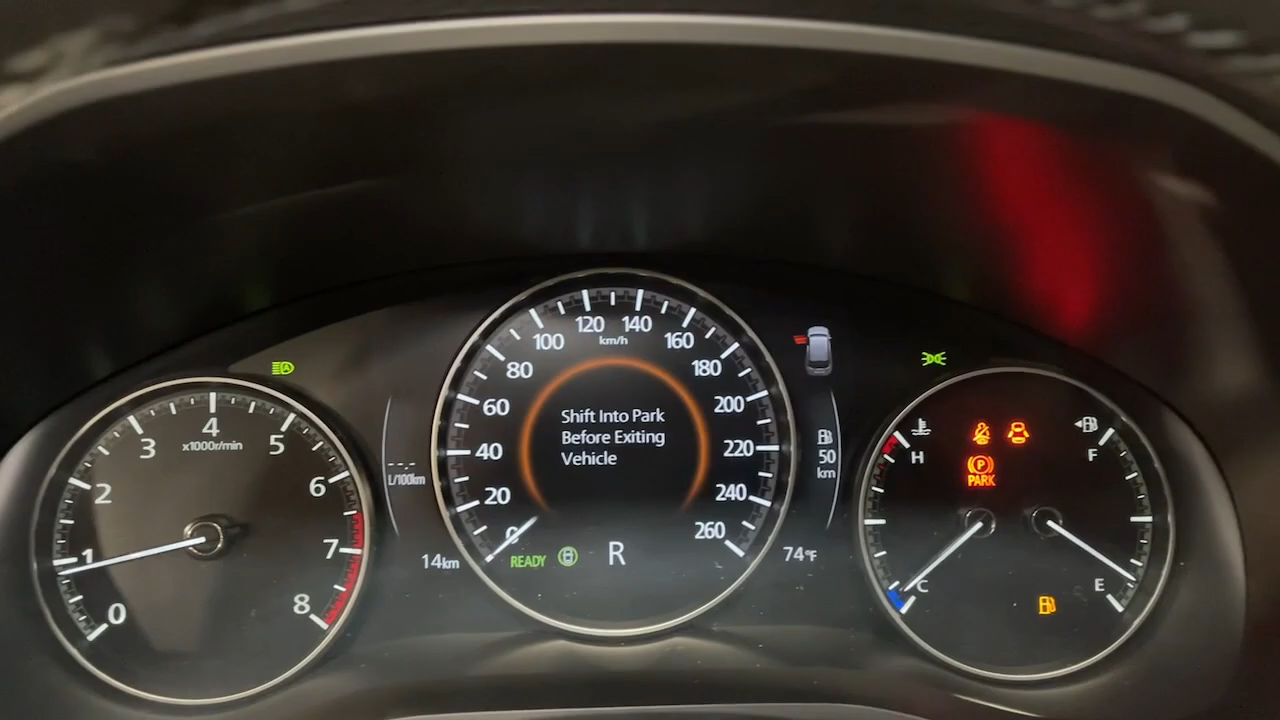 0
1
2
3
4
5
6
7
8
x1000r/min
-.--
L/100km
14km
0
20
40
60
80
100
120
140
160
180
200
220
240
260
km/h
Shift Into Park
Before Exiting
Vehicle
READY
R
50
km
74°F
H
C
F
E
P
PARK
A